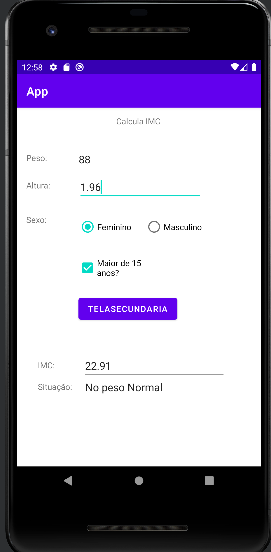 12:58
App
Calcula IMC
Peso: 88
Altura: 1.96
Sexo: Feminino Masculino
Maior de 15
anos?
TELASECUNDARIA
IMC: 22.91
Situação: No peso Normal